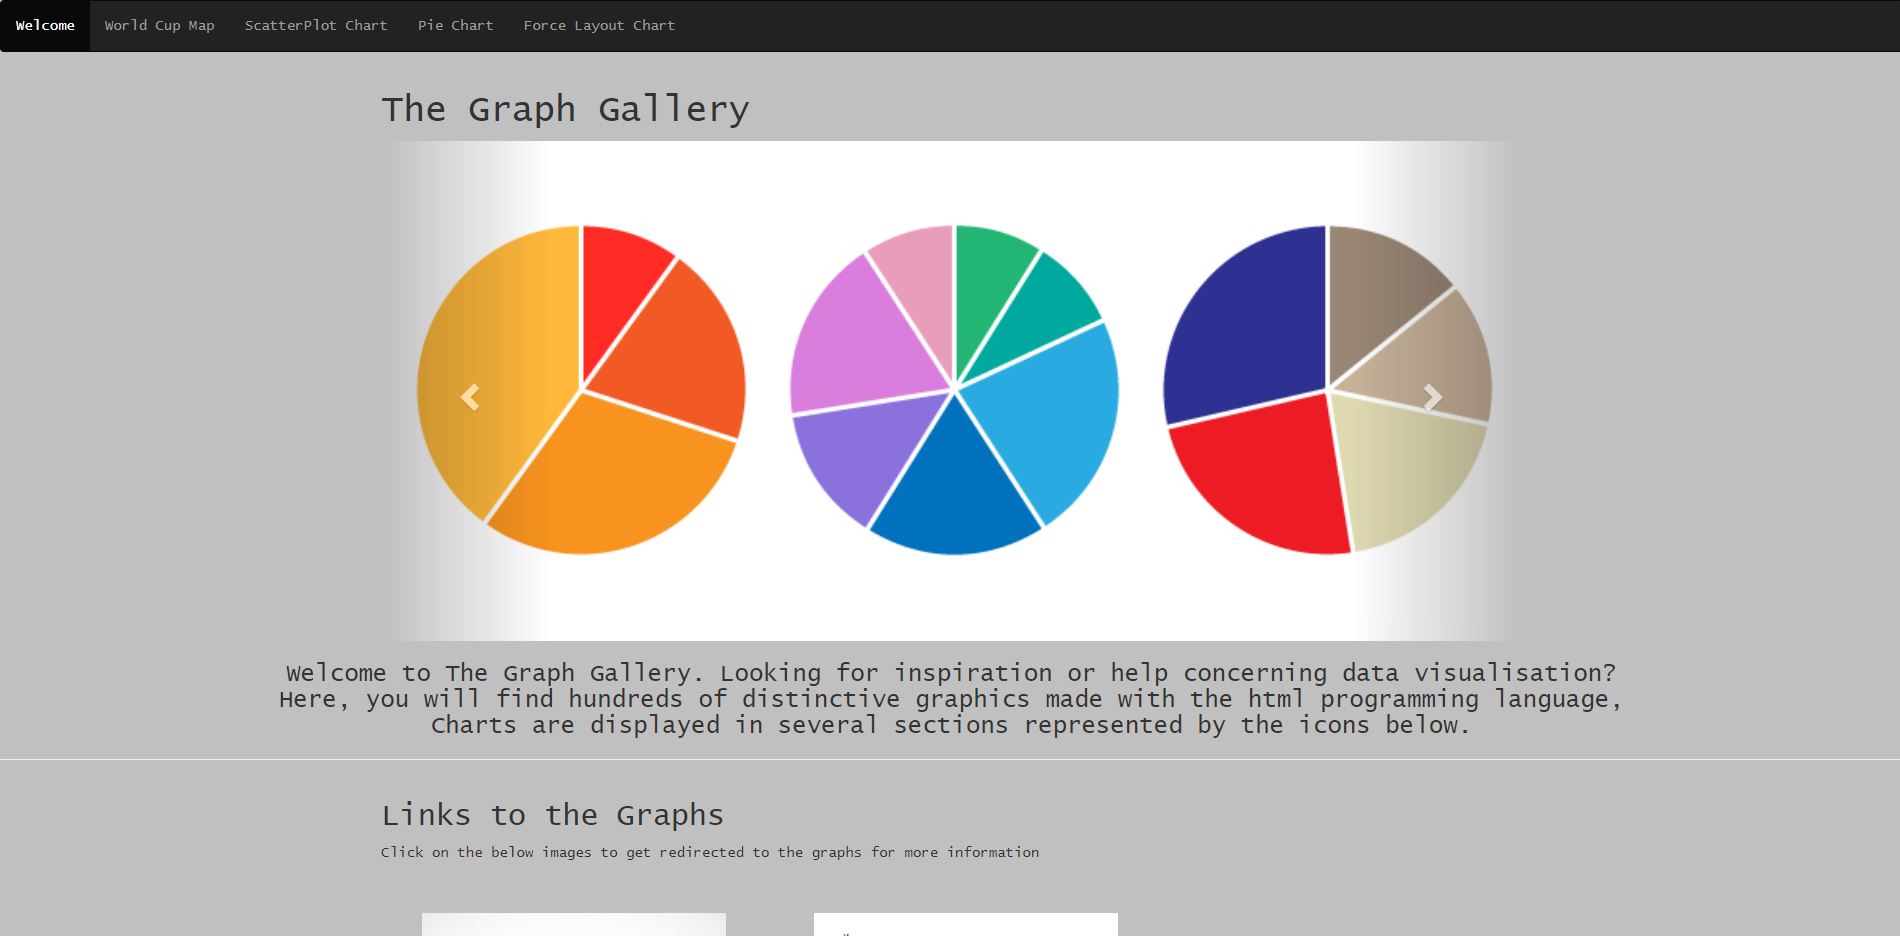 Welcome World Cup Map ScatterPlot Chart Pie Chart Force Layout Chart
The Graph Gallery
Welcome to The Graph Gallery. Looking for inspiration or help concerning data visualisation?
Here, you will find hundreds of distinctive graphics made with the html programming language,
Charts are displayed in several sections represented by the icons below.
Links to the Graphs
Click on the below images to get redirected to the graphs for more information